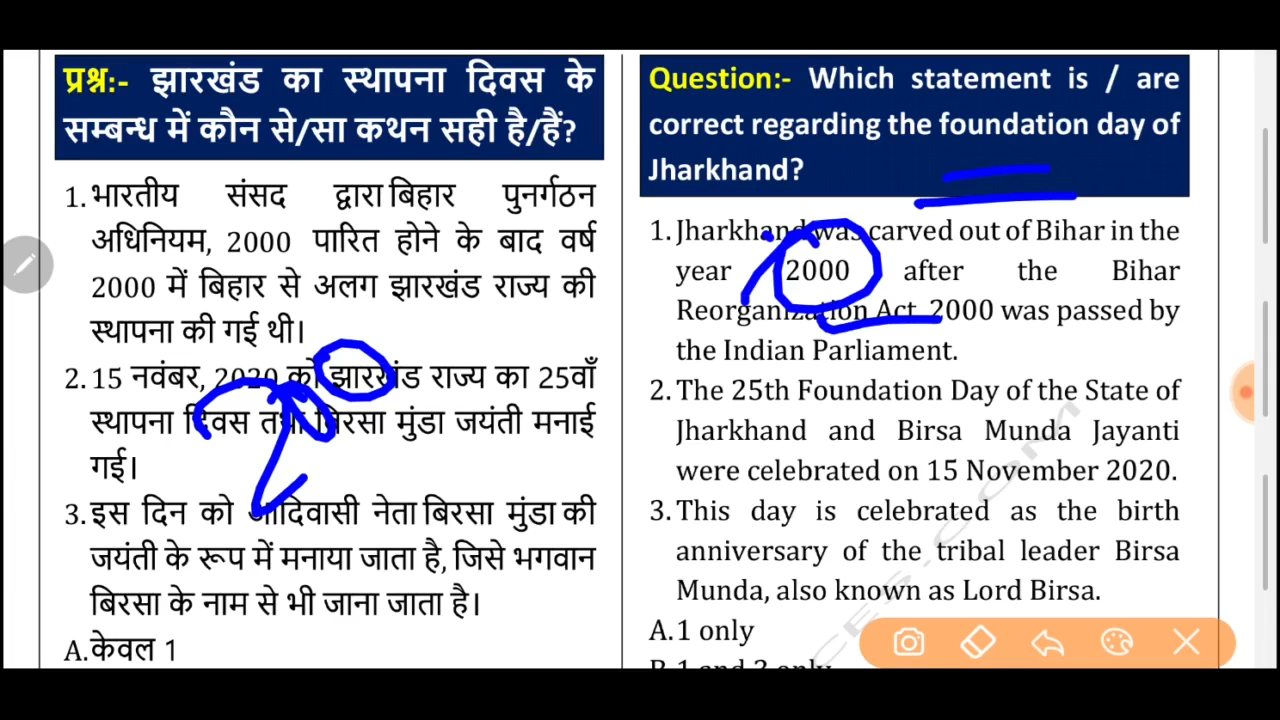 प्रश्न:- झारखंड का स्थापना दिवस के
सम्बन्ध में कौन से/सा कथन सही है/हैं?
1. भारतीय संसद द्वारा बिहार पुनर्गठन
अधिनियम, 2000 पारित होने के बाद वर्ष
2000 में बिहार से अलग झारखंड राज्य की
स्थापना की गई थी।
2. 15 नवंबर, 2020 को झारखंड राज्य का 25वाँ
स्थापना दिवस तथा बिरसा मुंडा जयंती मनाई
गई।
3. इस दिन को आदिवासी नेता बिरसा मुंडा की
जयंती के रूप में मनाया जाता है, जिसे भगवान
बिरसा के नाम से भी जाना जाता है।
A. केवल 1
Question:- Which statement is / are
correct regarding the foundation day of
Jharkhand?
1. Jharkhand was carved out of Bihar in the
year 2000 after the Bihar
Reorganization Act, 2000 was passed by
the Indian Parliament.
2. The 25th Foundation Day of the State of
Jharkhand and Birsa Munda Jayanti
were celebrated on 15 November 2020.
3. This day is celebrated as the birth
anniversary of the tribal leader Birsa
Munda, also known as Lord Birsa.
A. 1 only